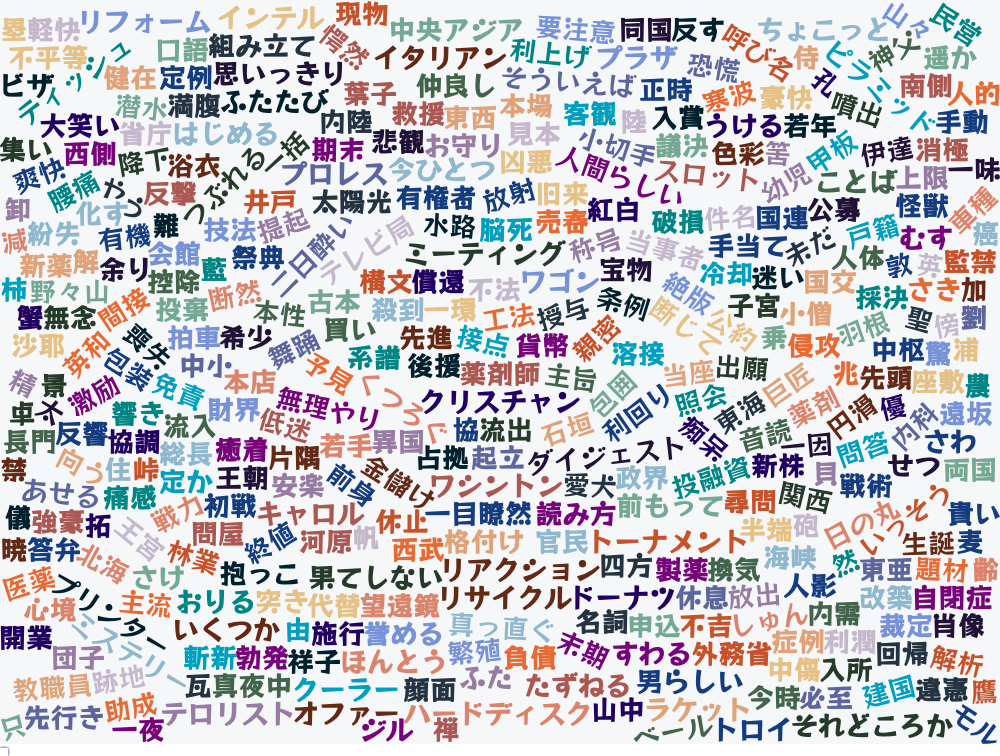 塁 軽快 リフォーム インテル 現物 中央アジア 要注意 同国 反す ちょこっと 山々 民営
不平等 口語 組み立て 愕然 イタリアン 利上げ プラザ 恐慌 呼び名 侍 ピラミッド 神父 遥か
ビザ ティッシュ 健在 定例 思いっきり 葉子 仲良し そういえば 正時 寒波 豪快 孔 噴出 南側 人的
潜水 満腹 ふたたび 内陸 救援 東西 本場 客観 陸 入賞 うける 若年 手動
大笑い 省庁 はじめる 悲観 お守り 見本 小切手 議決 色彩 筈 甲板 伊達 消極
集い 西側 降下 浴衣 つぶれる 一括 期末 プロレス 今ひとつ 凶悪 人間らしい スロット 幼児 ことば 上限 一味
爽快 腰痛 やつ 反撃 井戸 太陽光 有権者 放射 旧来 紅白 破損 件名 国連 公募 怪獣 車種
卸 化す 難 技法 提起 二日酔い テレビ局 水路 脳死 売春 称号 当事者 手当て 未だ 戸籍 むす 癌
減 紛失 有機 会館 藍 祭典 ミーティング 宝物 冷却 迷い 人体 敦 英 監禁
新薬 解 余り 控除 構文 償還 不法 ワゴン 絶版 国交 採決 さき 加
柿 野々山 間接 投棄 断然 本性 古本 殺到 一環 工法 授与 条例 断じて 公約 子宮 小僧 羽根 聖 傍 劉
蟹 無念 喪失 拍車 希少 舞踊 買い 先進 接点 貨幣 親密 溶接 乗 侵攻 中枢 驚 浦
沙耶 英和 包装 中小 予見 系譜 後援 薬剤師 主旨 包囲 当座 出願 兆 先頭 座敷 農
精 景 激励 免責 本店 無理やり くつろぐ クリスチャン 利回り 照会 東海 巨匠 薬剤 円滑 優 内科 遠坂
卓 欠 響き 流入 財界 低迷 協 流出 石垣 痴呆 音読 一因 問答 さわ
長門 反響 協調 総長 癒着 片隅 若手 異国 占拠 起立 ダイジェスト 政界 投融資 新株 貝 せつ 両国
禁 向う 住 峠 定か 王朝 安楽 前身 金儲け ワシントン 愛犬 前もって 尋問 関西 戦術
あせる 痛感 戦力 初戦 キャロル 休止 一目瞭然 読み方 半端 砲 日の丸 いっそう 貴い
儀 強豪 拓 王宮 問屋 終値 河原 帆 西武 格付け 官民 トーナメント 海峡 然 生誕 麦
暁 答弁 北海 林業 抱っこ 果てしない リアクション 四方 製薬 換気 人影 東亜 題材 齢
医薬 プリンター さけ 主流 おりる 突き 代替 望遠鏡 リサイクル ドーナツ 休息 放出 改築 自閉症
心境 ミステリー いくつか 由 施行 誉める 真っ直ぐ 名詞 申込 不吉 しゅん 内需 裁定 肖像
開業 団子 斬新 勃発 祥子 ほんとう 繁殖 負債 末期 すわる 外務省 症例 利潤 回帰 解析
教職員 跡地 瓦 真夜中 クーラー 顔面 ふた たずねる 男らしい 中傷 入所 今時 必至 建国 違憲 鷹
只 先行き 助成 一夜 テロリスト オファー ジル ハードディスク 禅 山中 ラケット ベール トロイ それどころか モル